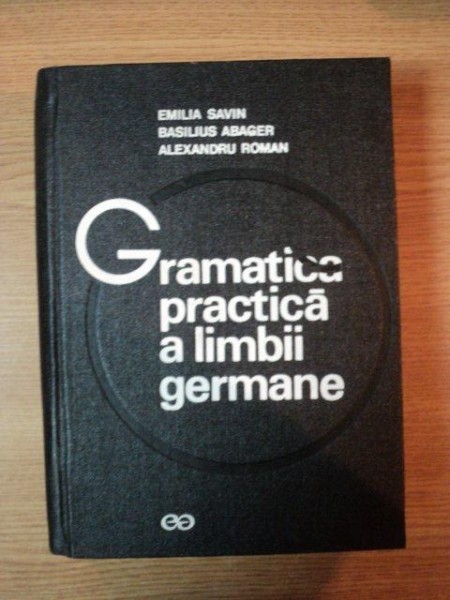 EMILIA SAVIN
BASILIUS ABAGER
ALEXANDRU ROMAN
Gramatica
practică
a limbii
germane